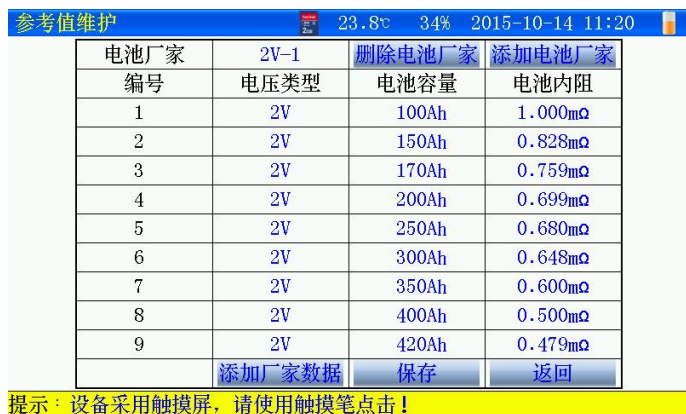 参考值维护 23.8℃ 34% 2015-10-14 11:20
电池厂家 2V-1 删除电池厂家 添加电池厂家
编号 电压类型 电池容量 电池内阻
1 2V 100Ah 1.000mΩ
2 2V 150Ah 0.828mΩ
3 2V 170Ah 0.759mΩ
4 2V 200Ah 0.699mΩ
5 2V 250Ah 0.680mΩ
6 2V 300Ah 0.648mΩ
7 2V 350Ah 0.600mΩ
8 2V 400Ah 0.500mΩ
9 2V 420Ah 0.479mΩ
添加厂家数据 保存 返回
提示：设备采用触摸屏，请使用触摸笔点击！